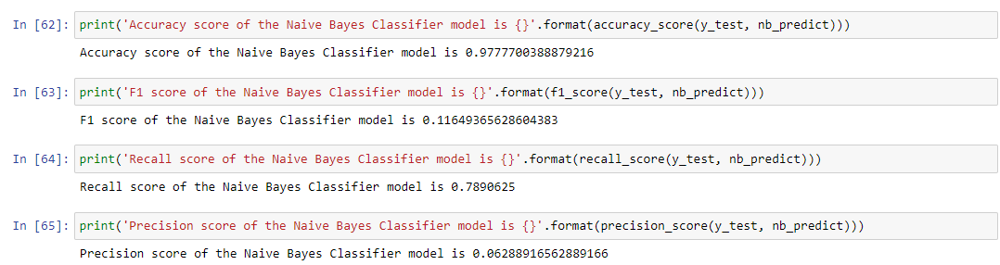 In [62]: print('Accuracy score of the Naive Bayes Classifier model is {}'.format(accuracy_score(y_test, nb_predict)))
Accuracy score of the Naive Bayes Classifier model is 0.9777700388879216
In [63]: print('F1 score of the Naive Bayes Classifier model is {}'.format(f1_score(y_test, nb_predict)))
F1 score of the Naive Bayes Classifier model is 0.11649365628604383
In [64]: print('Recall score of the Naive Bayes Classifier model is {}'.format(recall_score(y_test, nb_predict)))
Recall score of the Naive Bayes Classifier model is 0.7890625
In [65]: print('Precision score of the Naive Bayes Classifier model is {}'.format(precision_score(y_test, nb_predict)))
Precision score of the Naive Bayes Classifier model is 0.06288916562889166